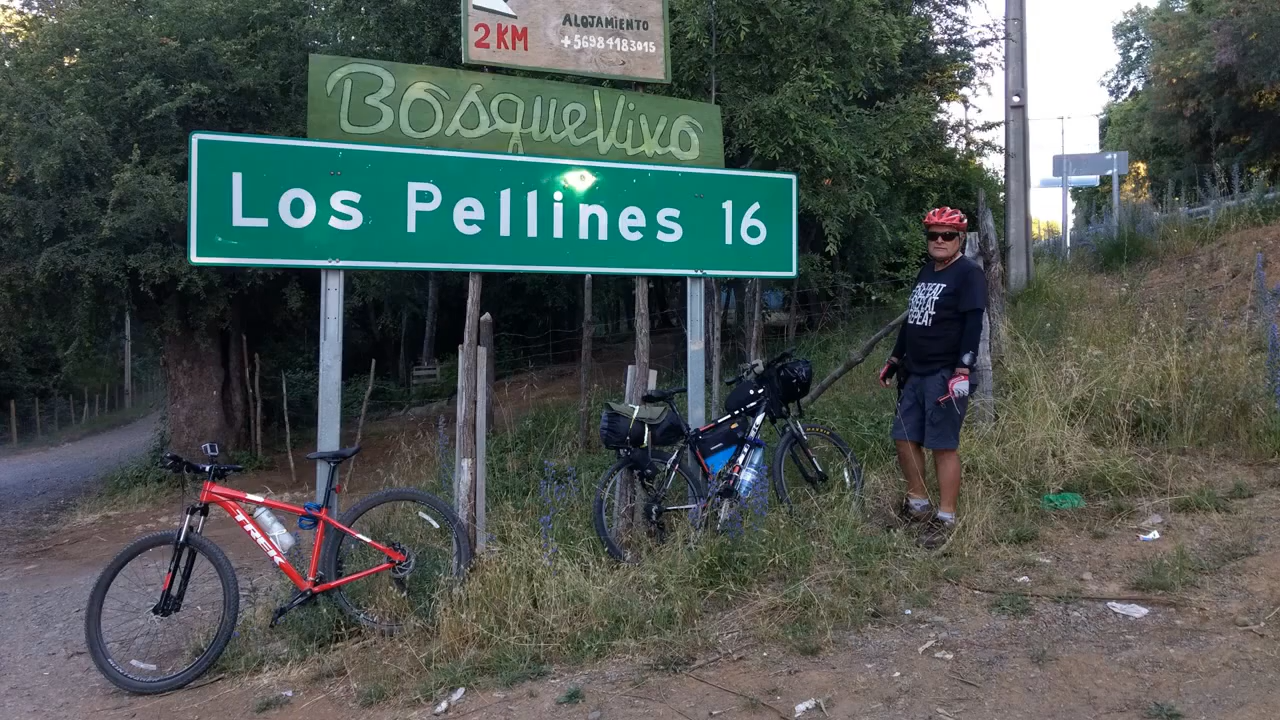 2 KM
ALOJAMIENTO
+56984183015
BosqueVivo
Los Pellines 16
TREK